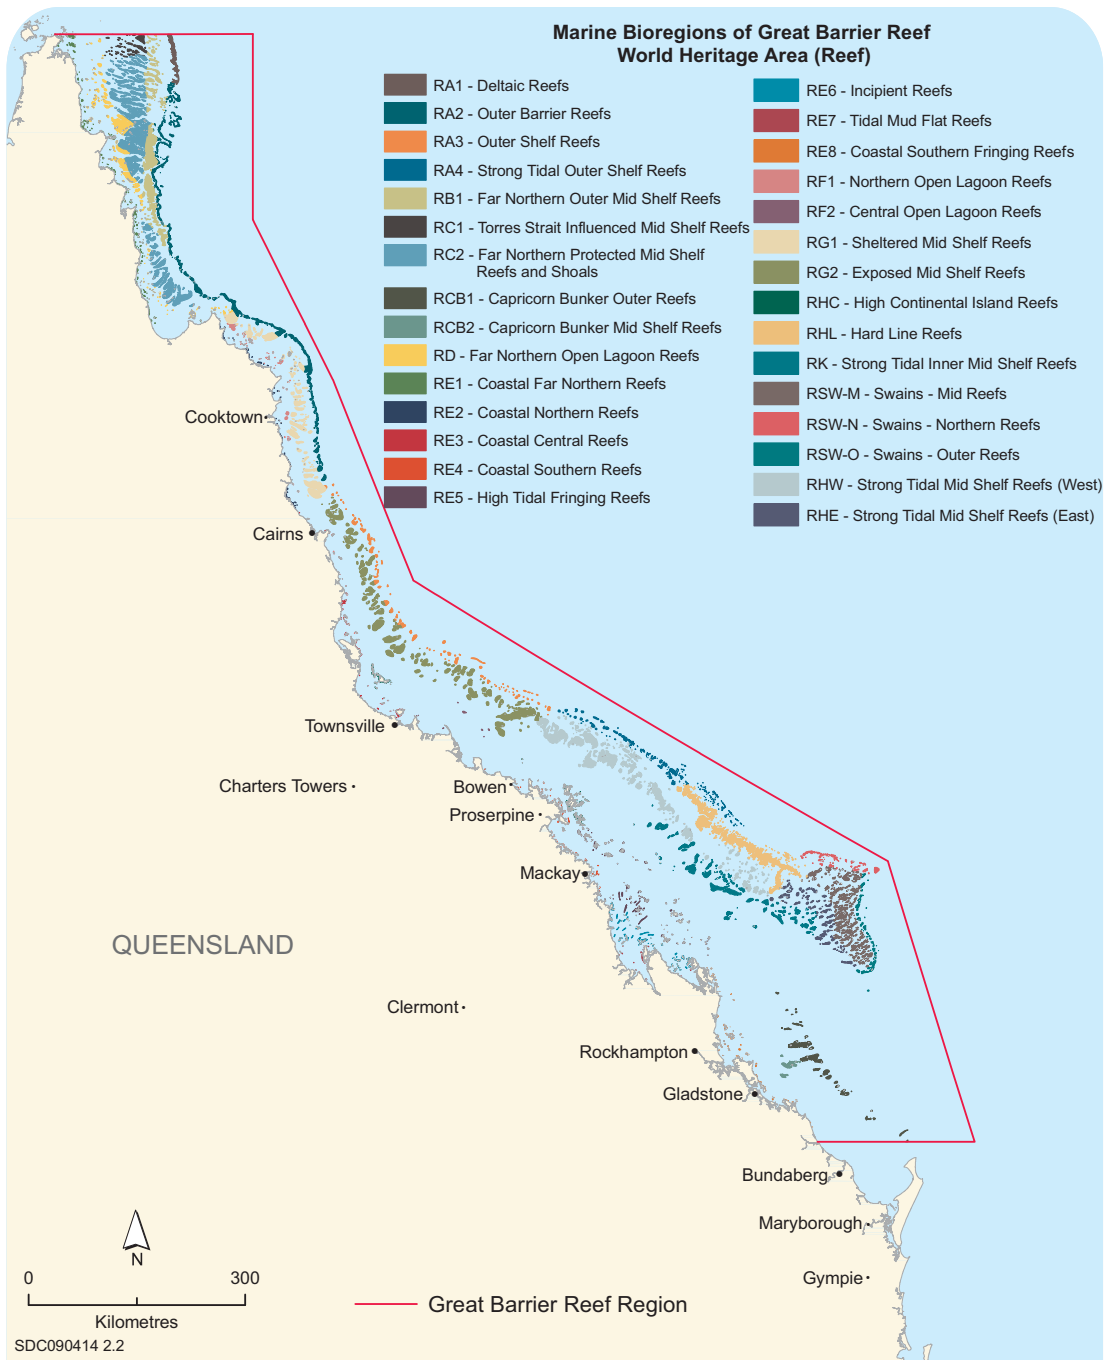 Marine Bioregions of Great Barrier Reef
World Heritage Area (Reef)
RA1 - Deltaic Reefs
RA2 - Outer Barrier Reefs
RA3 - Outer Shelf Reefs
RA4 - Strong Tidal Outer Shelf Reefs
RB1 - Far Northern Outer Mid Shelf Reefs
RC1 - Torres Strait Influenced Mid Shelf Reefs
RC2 - Far Northern Protected Mid Shelf
Reefs and Shoals
RCB1 - Capricorn Bunker Outer Reefs
RCB2 - Capricorn Bunker Mid Shelf Reefs
RD - Far Northern Open Lagoon Reefs
RE1 - Coastal Far Northern Reefs
RE2 - Coastal Northern Reefs
RE3 - Coastal Central Reefs
RE4 - Coastal Southern Reefs
RE5 - High Tidal Fringing Reefs
RE6 - Incipient Reefs
RE7 - Tidal Mud Flat Reefs
RE8 - Coastal Southern Fringing Reefs
RF1 - Northern Open Lagoon Reefs
RF2 - Central Open Lagoon Reefs
RG1 - Sheltered Mid Shelf Reefs
RG2 - Exposed Mid Shelf Reefs
RHC - High Continental Island Reefs
RHL - Hard Line Reefs
RK - Strong Tidal Inner Mid Shelf Reefs
RSW-M - Swains - Mid Reefs
RSW-N - Swains - Northern Reefs
RSW-O - Swains - Outer Reefs
RHW - Strong Tidal Mid Shelf Reefs (West)
RHE - Strong Tidal Mid Shelf Reefs (East)
Cooktown
Cairns
Townsville
Charters Towers
Bowen
Proserpine
Mackay
QUEENSLAND
Clermont
Rockhampton
Gladstone
Bundaberg
Maryborough
Gympie
N
0 300
Kilometres
Great Barrier Reef Region
SDC090414 2.2